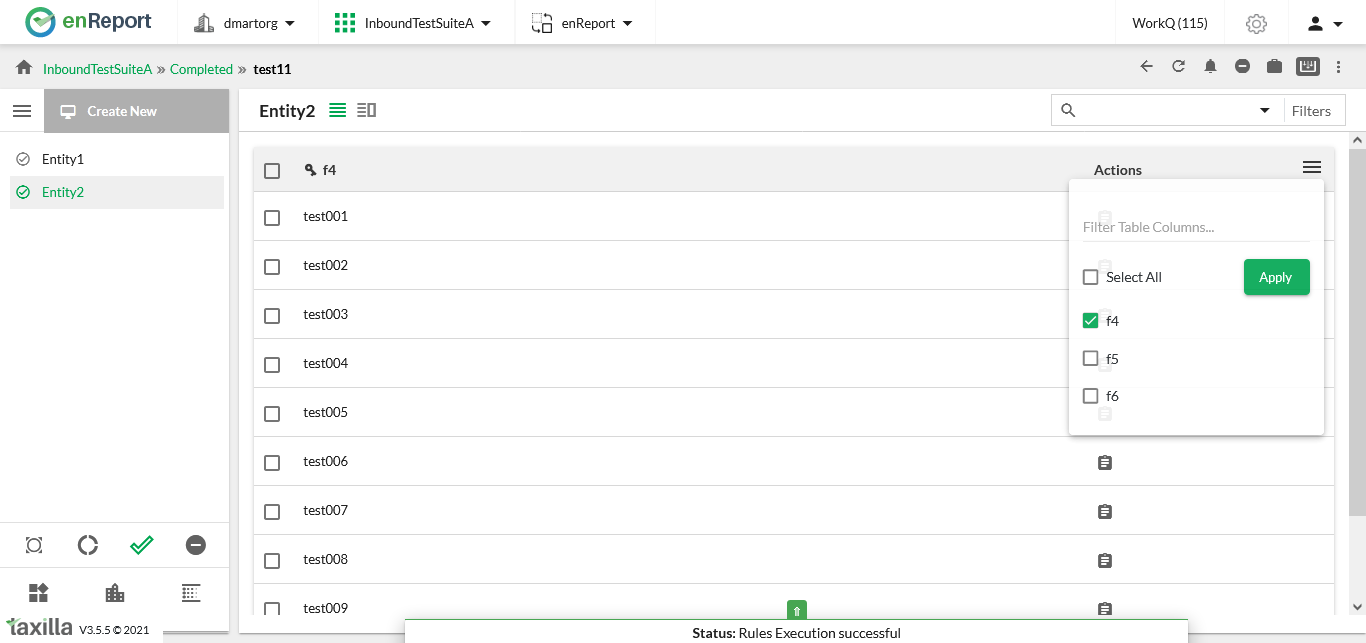 enReport dmartorg InboundTestSuiteA enReport WorkQ (115)
InboundTestSuiteA » Completed » test11
Create New Entity2 Filters
Entity1
Entity2
f4 Actions
test001
Filter Table Columns...
test002
Select All Apply
test003
f4
test004
f5
test005
f6
test006
test007
test008
test009
taxilla V3.5.5 © 2021
Status: Rules Execution successful